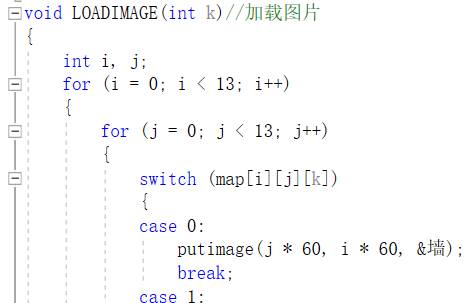 void LOADIMAGE(int k)//加载图片
{
int i, j;
for (i = 0; i < 13; i++)
{
for (j = 0; j < 13; j++)
{
switch (map[i][j][k])
{
case 0:
putimage(j * 60, i * 60, &墙);
break;
case 1: